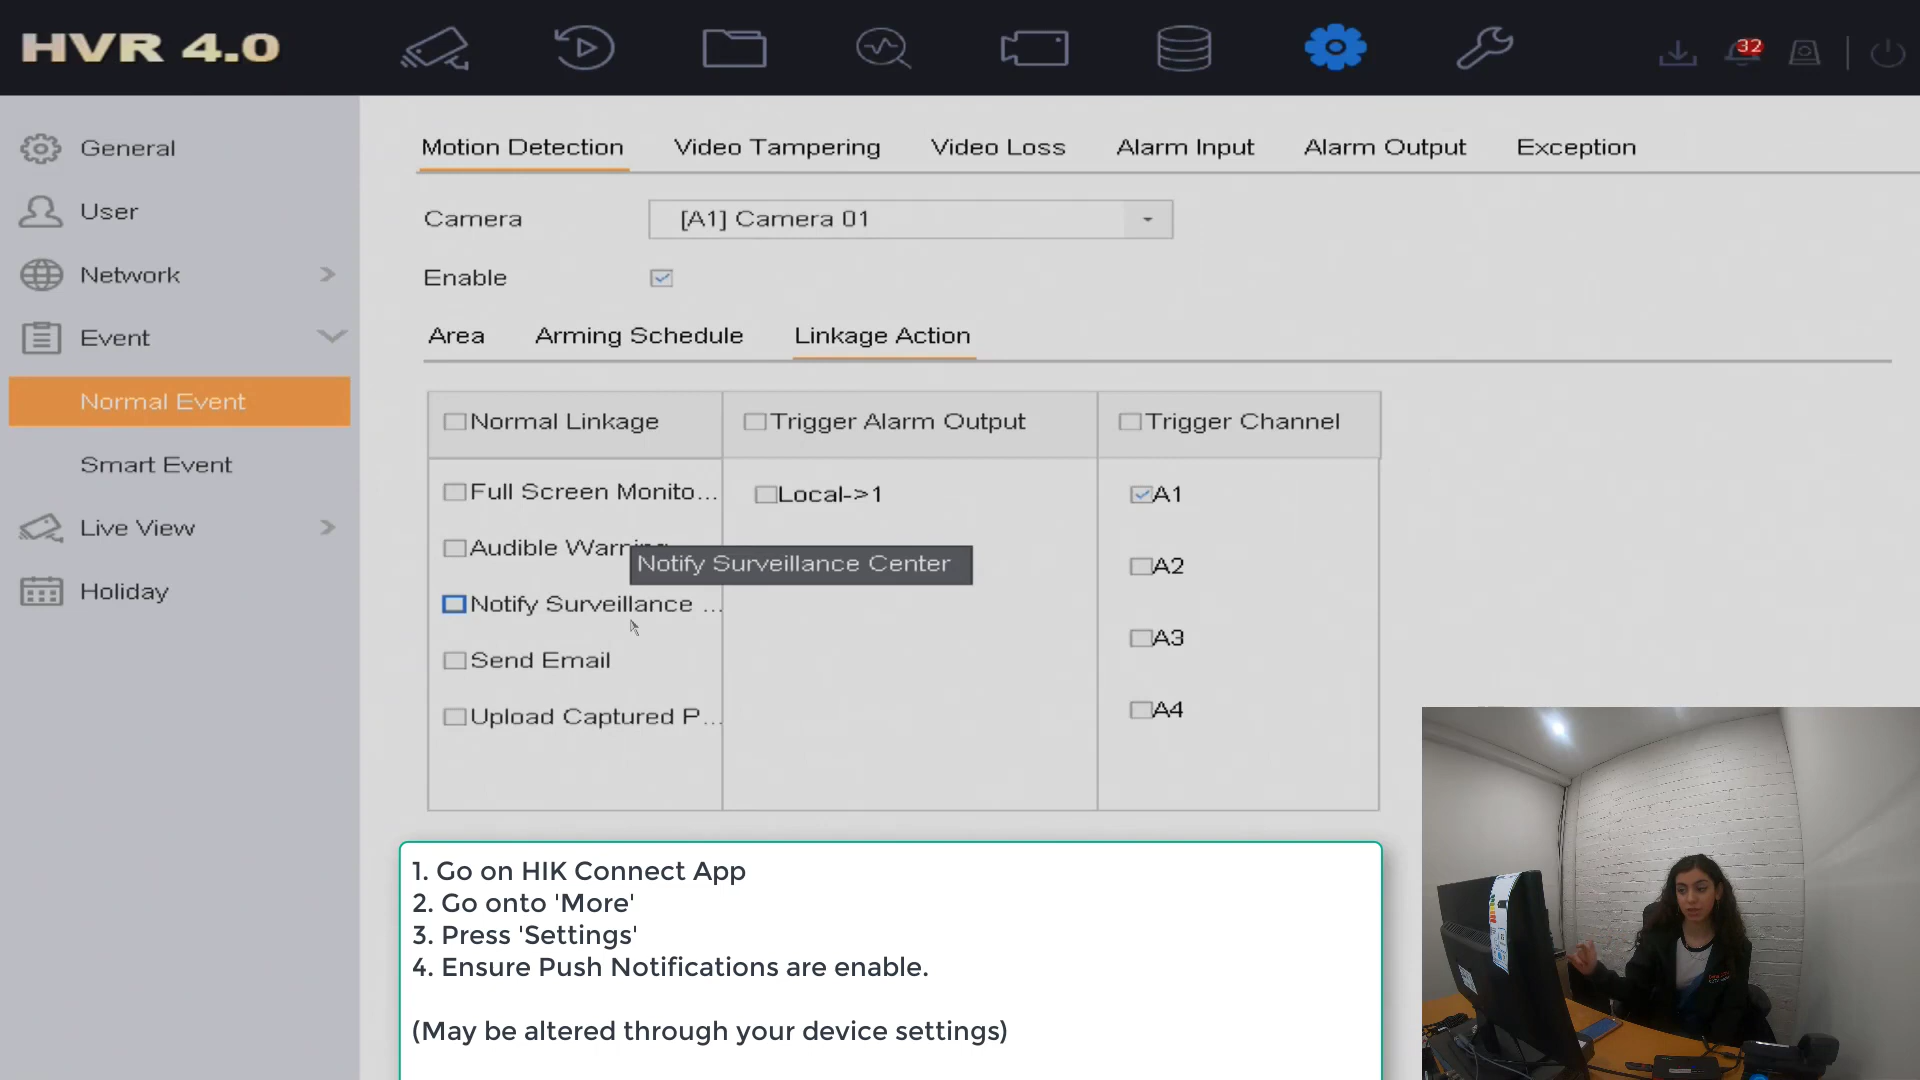 HVR 4.0
32
General
User
Network
Event
Normal Event
Smart Event
Live View
Holiday
Motion Detection Video Tampering Video Loss Alarm Input Alarm Output Exception
Camera [A1] Camera 01
Enable
Area Arming Schedule Linkage Action
Normal Linkage Trigger Alarm Output Trigger Channel
Full Screen Monito... Local->1 A1
Audible Warning A2
Notify Surveillance Center
Notify Surveillance ... A3
Send Email
Upload Captured P... A4
1. Go on HIK Connect App
2. Go onto 'More'
3. Press 'Settings'
4. Ensure Push Notifications are enable.
(May be altered through your device settings)